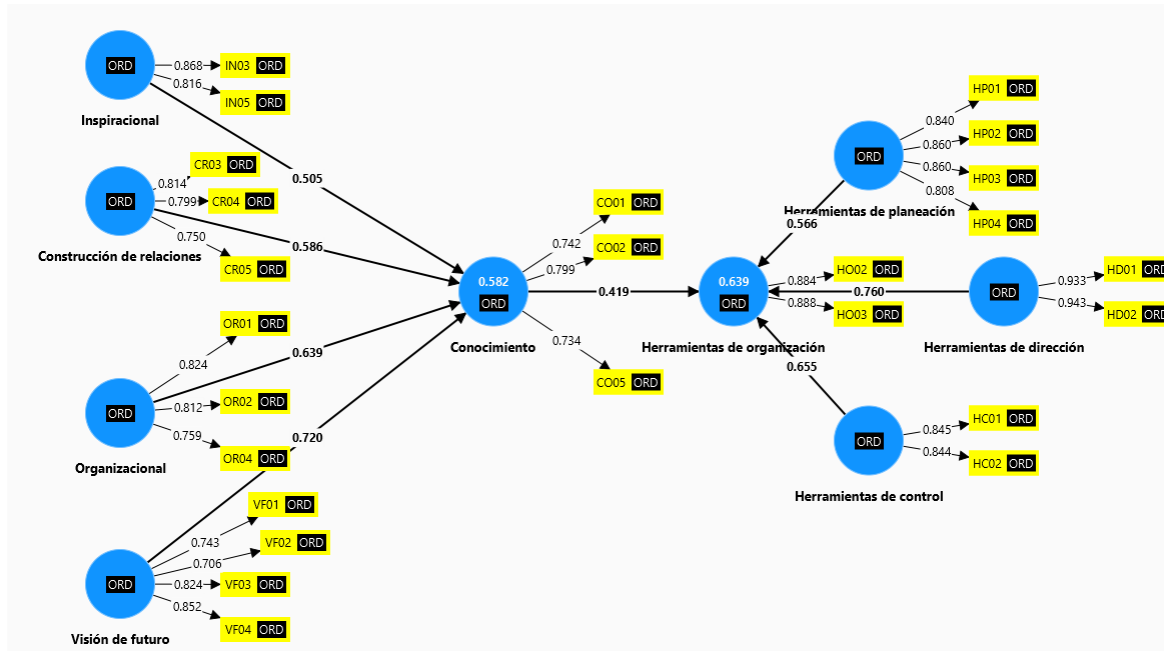 ORD
Inspiracional
0.868
IN03 ORD
0.816
IN05 ORD
0.505
ORD
Construcción de relaciones
0.814
CR03 ORD
0.799
CR04 ORD
0.750
CR05 ORD
0.586
ORD
Organizacional
0.824
OR01 ORD
0.812
OR02 ORD
0.759
OR04 ORD
0.639
ORD
Visión de futuro
0.743
VF01 ORD
0.706
VF02 ORD
0.824
VF03 ORD
0.852
VF04 ORD
0.720
0.582
ORD
Conocimiento
0.742
CO01 ORD
0.799
CO02 ORD
0.734
CO05 ORD
0.419
0.639
ORD
Herramientas de organización
0.884
HO02 ORD
0.888
HO03 ORD
ORD
Herramientas de planeación
0.840
HP01 ORD
0.860
HP02 ORD
0.860
HP03 ORD
0.808
HP04 ORD
0.566
ORD
Herramientas de dirección
0.933
HD01 ORD
0.943
HD02 ORD
0.760
ORD
Herramientas de control
0.845
HC01 ORD
0.844
HC02 ORD
0.655